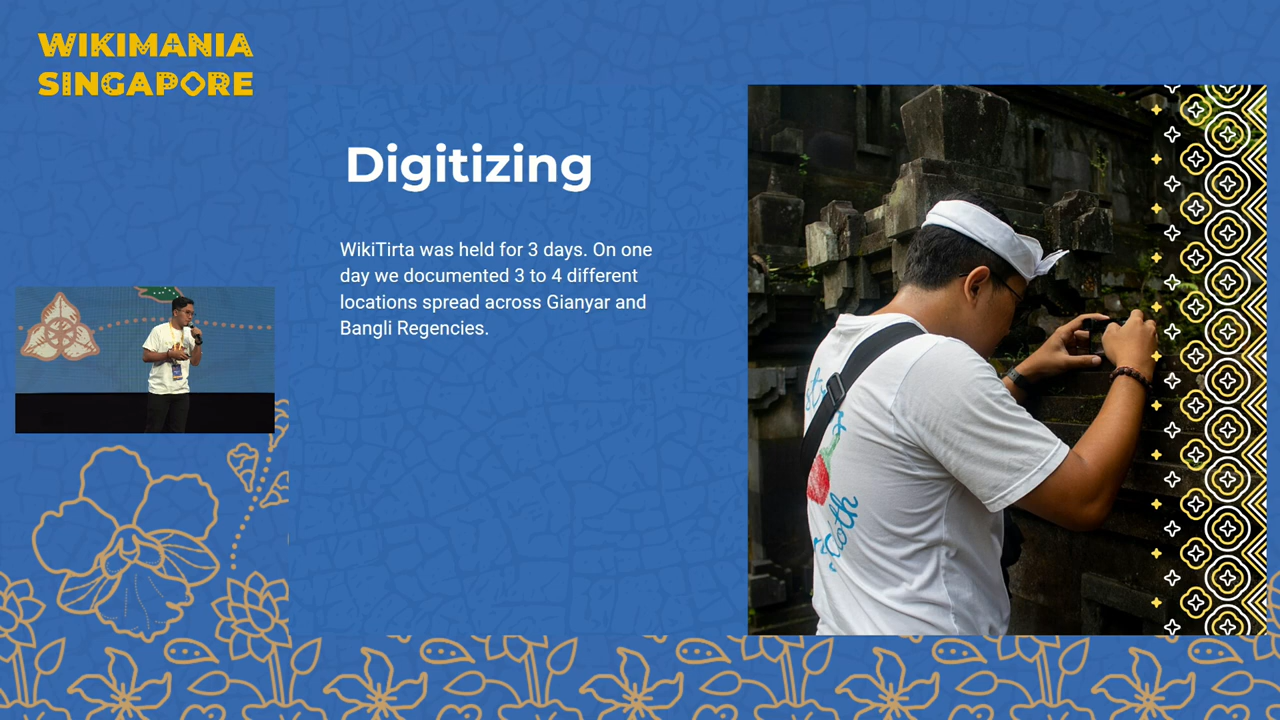 WIKIMANIA
SINGAPORE
Digitizing
WikiTirta was held for 3 days. On one
day we documented 3 to 4 different
locations spread across Gianyar and
Bangli Regencies.